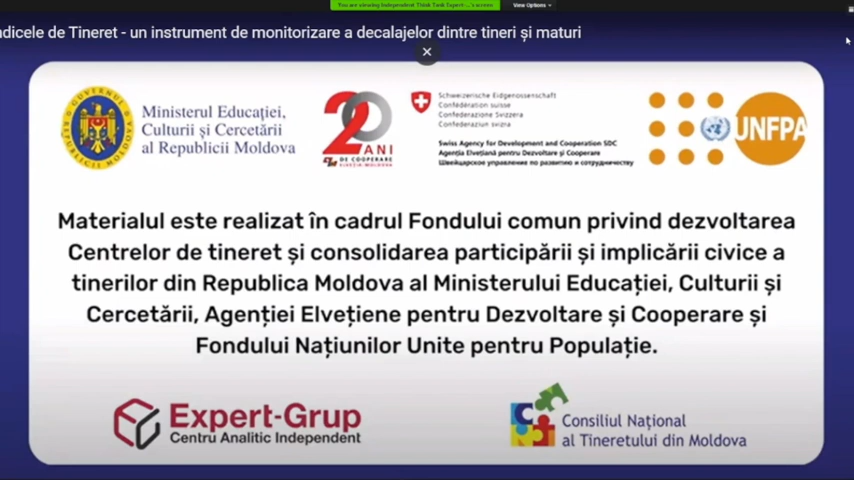 You are viewing Independent Think Tank Expert -...'s screen
View Options
ndicele de Tineret - un instrument de monitorizare a decalajelor dintre tineri și maturi
GUVERNUL REPUBLICII MOLDOVA
Ministerul Educației,
Culturii și Cercetării
al Republicii Moldova
20
ANI
DE COOPERARE
ELVEȚIA MOLDOVA
Schweizerische Eidgenossenschaft
Confédération suisse
Confederazione Svizzera
Confederaziun svizra
Swiss Agency for Development and Cooperation SDC
Agenția Elvețiană pentru Dezvoltare și Cooperare
Швейцарское управление по развитию и сотрудничеству
UNFPA
Materialul este realizat în cadrul Fondului comun privind dezvoltarea
Centrelor de tineret și consolidarea participării și implicării civice a
tinerilor din Republica Moldova al Ministerului Educației, Culturii și
Cercetării, Agenției Elvețiene pentru Dezvoltare și Cooperare și
Fondului Națiunilor Unite pentru Populație.
Expert-Grup
Centru Analitic Independent
Consiliul Național
al Tineretului din Moldova